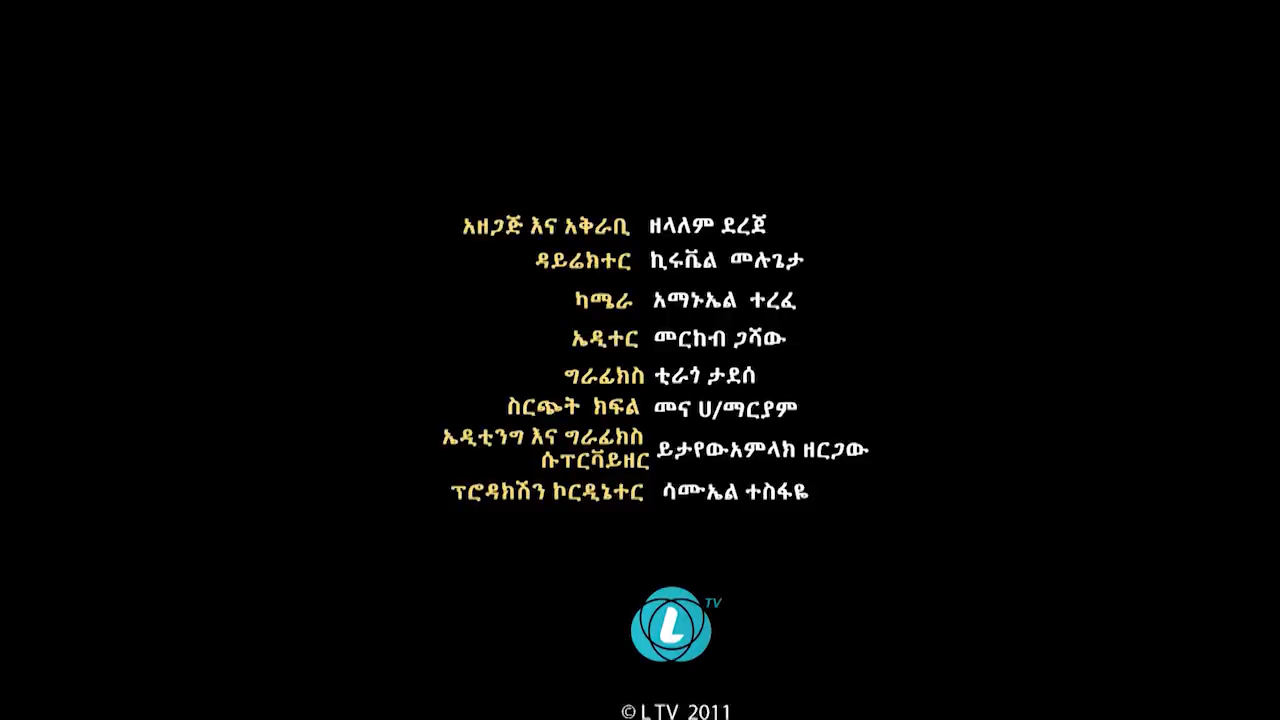 አዘጋጅ እና አቅራቢ ዘላለም ደረጀ
ዳይሬክተር ኪሩቤል መሉጌታ
ካሜራ አማኑኤል ተረፈ
ኤዲተር መርከብ ጋሻው
ግራፊክስ ቲራጎ ታደሰ
ስርጭት ክፍል መና ሀ/ማርያም
ኤዲቲንግ እና ግራፊክስ
ሱፐርቫይዘር ይታየውአምላክ ዘርጋው
ፕሮዳክሽን ኮርዲኔተር ሳሙኤል ተስፋዬ
L TV
© LTV 2011